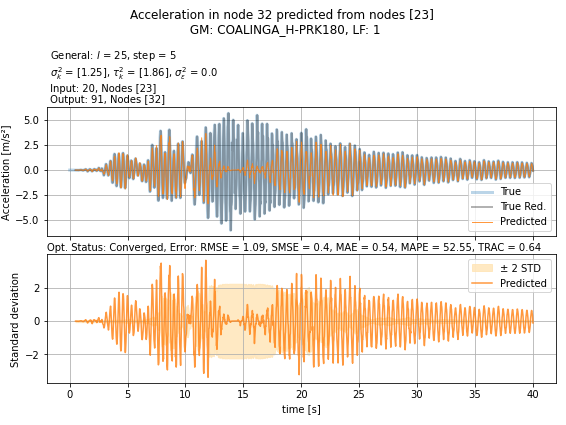 Acceleration in node 32 predicted from nodes [23]
GM: COALINGA_H-PRK180, LF: 1
General: l = 25, step = 5
σ²ₖ = [1.25], τ²ₖ = [1.86], σ²ε = 0.0
Input: 20, Nodes [23]
Output: 91, Nodes [32]
Acceleration [m/s²]
5.0
2.5
0.0
−2.5
−5.0
True
True Red.
Predicted
Opt. Status: Converged, Error: RMSE = 1.09, SMSE = 0.4, MAE = 0.54, MAPE = 52.55, TRAC = 0.64
Standard deviation
2
0
−2
± 2 STD
Predicted
0 5 10 15 20 25 30 35 40
time [s]